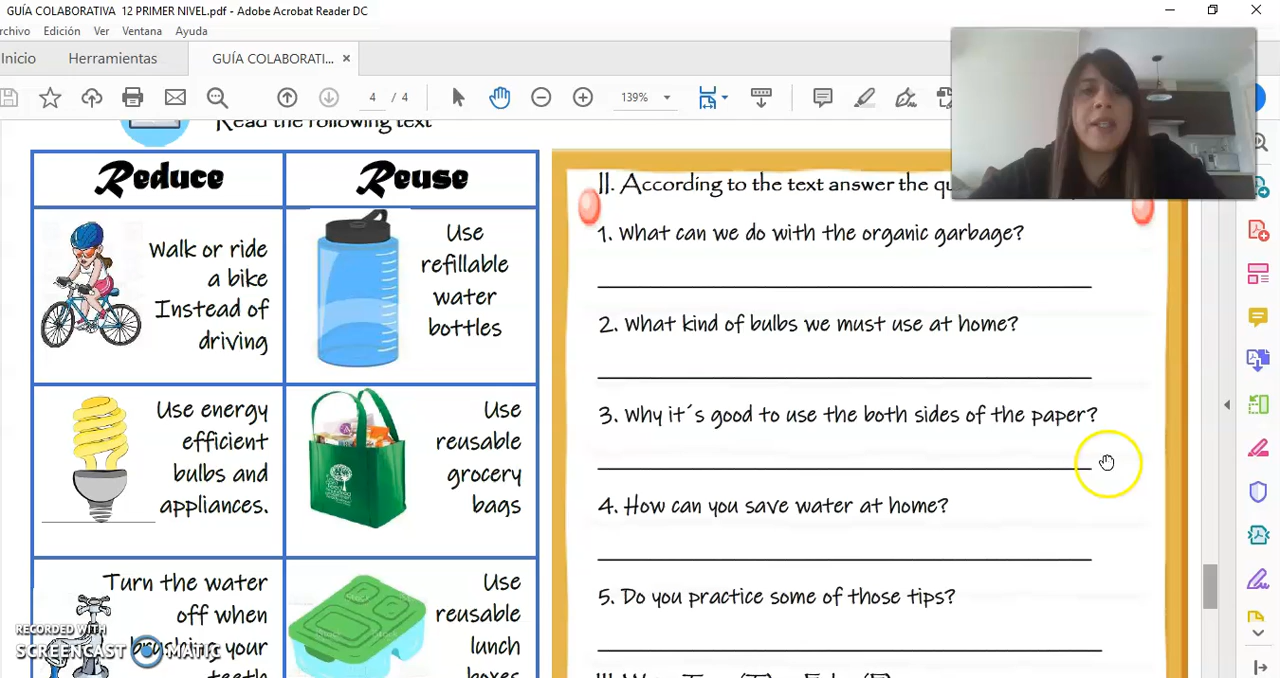 GUÍA COLABORATIVA 12 PRIMER NIVEL.pdf - Adobe Acrobat Reader DC
rchivo Edición Ver Ventana Ayuda
Inicio Herramientas GUÍA COLABORATI... ×
4 / 4 139%
Read the following text
Reduce
Reuse
Walk or ride
a bike
Instead of
driving
Use
refillable
water
bottles
Use energy
efficient
bulbs and
appliances.
Use
reusable
grocery
bags
Turn the water
off when
brushing your
teeth
Use
reusable
lunch
boxes
II. According to the text answer the qu
1. What can we do with the organic garbage?
2. What kind of bulbs we must use at home?
3. Why it´s good to use the both sides of the paper?
4. How can you save water at home?
5. Do you practice some of those tips?
RECORDED WITH
SCREENCAST MATIC